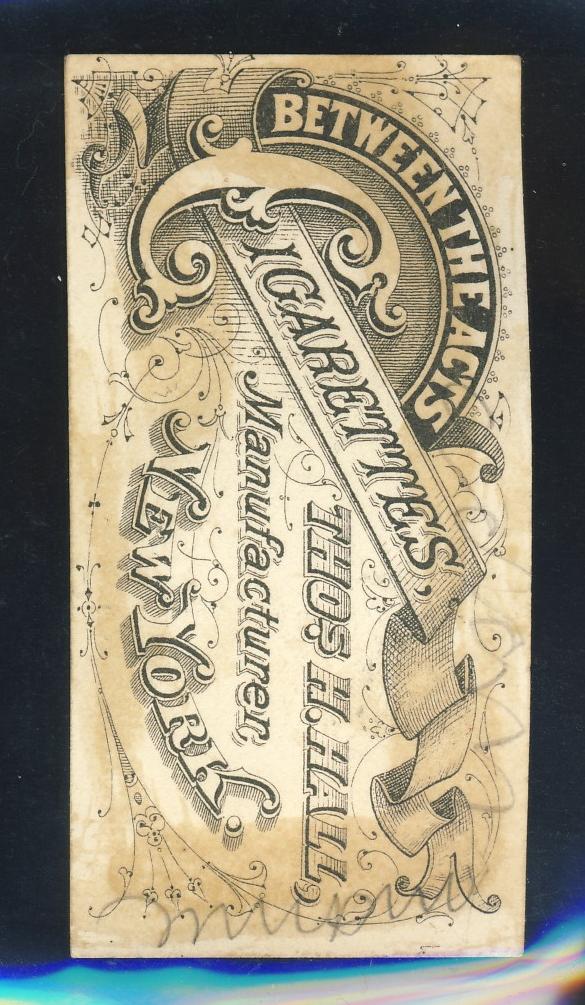 BETWEEN THE ACTS
CIGARETTES.
THOS. H. HALL,
Manufacturer
NEW YORK.